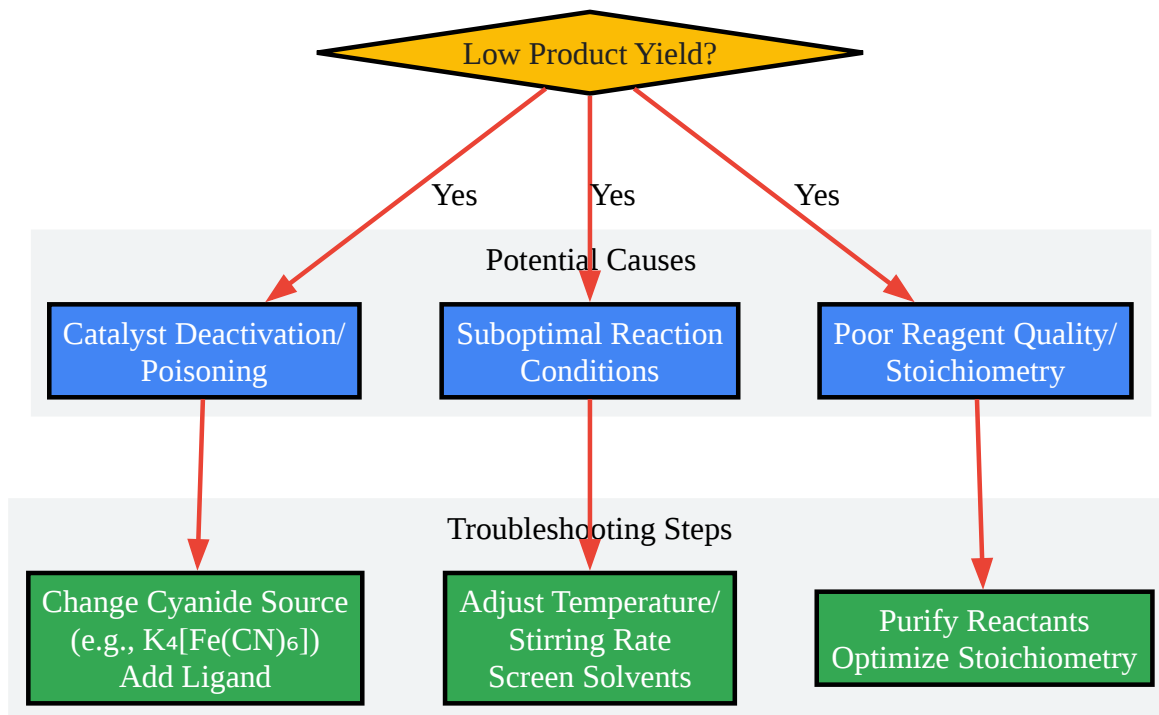 Low Product Yield?
Yes
Yes
Yes
Potential Causes
Catalyst Deactivation/
Poisoning
Suboptimal Reaction
Conditions
Poor Reagent Quality/
Stoichiometry
Troubleshooting Steps
Change Cyanide Source
(e.g., K₄[Fe(CN)₆])
Add Ligand
Adjust Temperature/
Stirring Rate
Screen Solvents
Purify Reactants
Optimize Stoichiometry